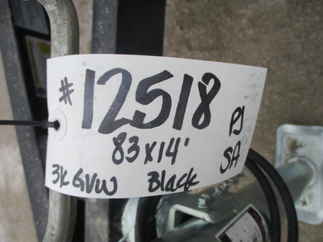 # 12518
83x14' PJ
3K GVW Black SA